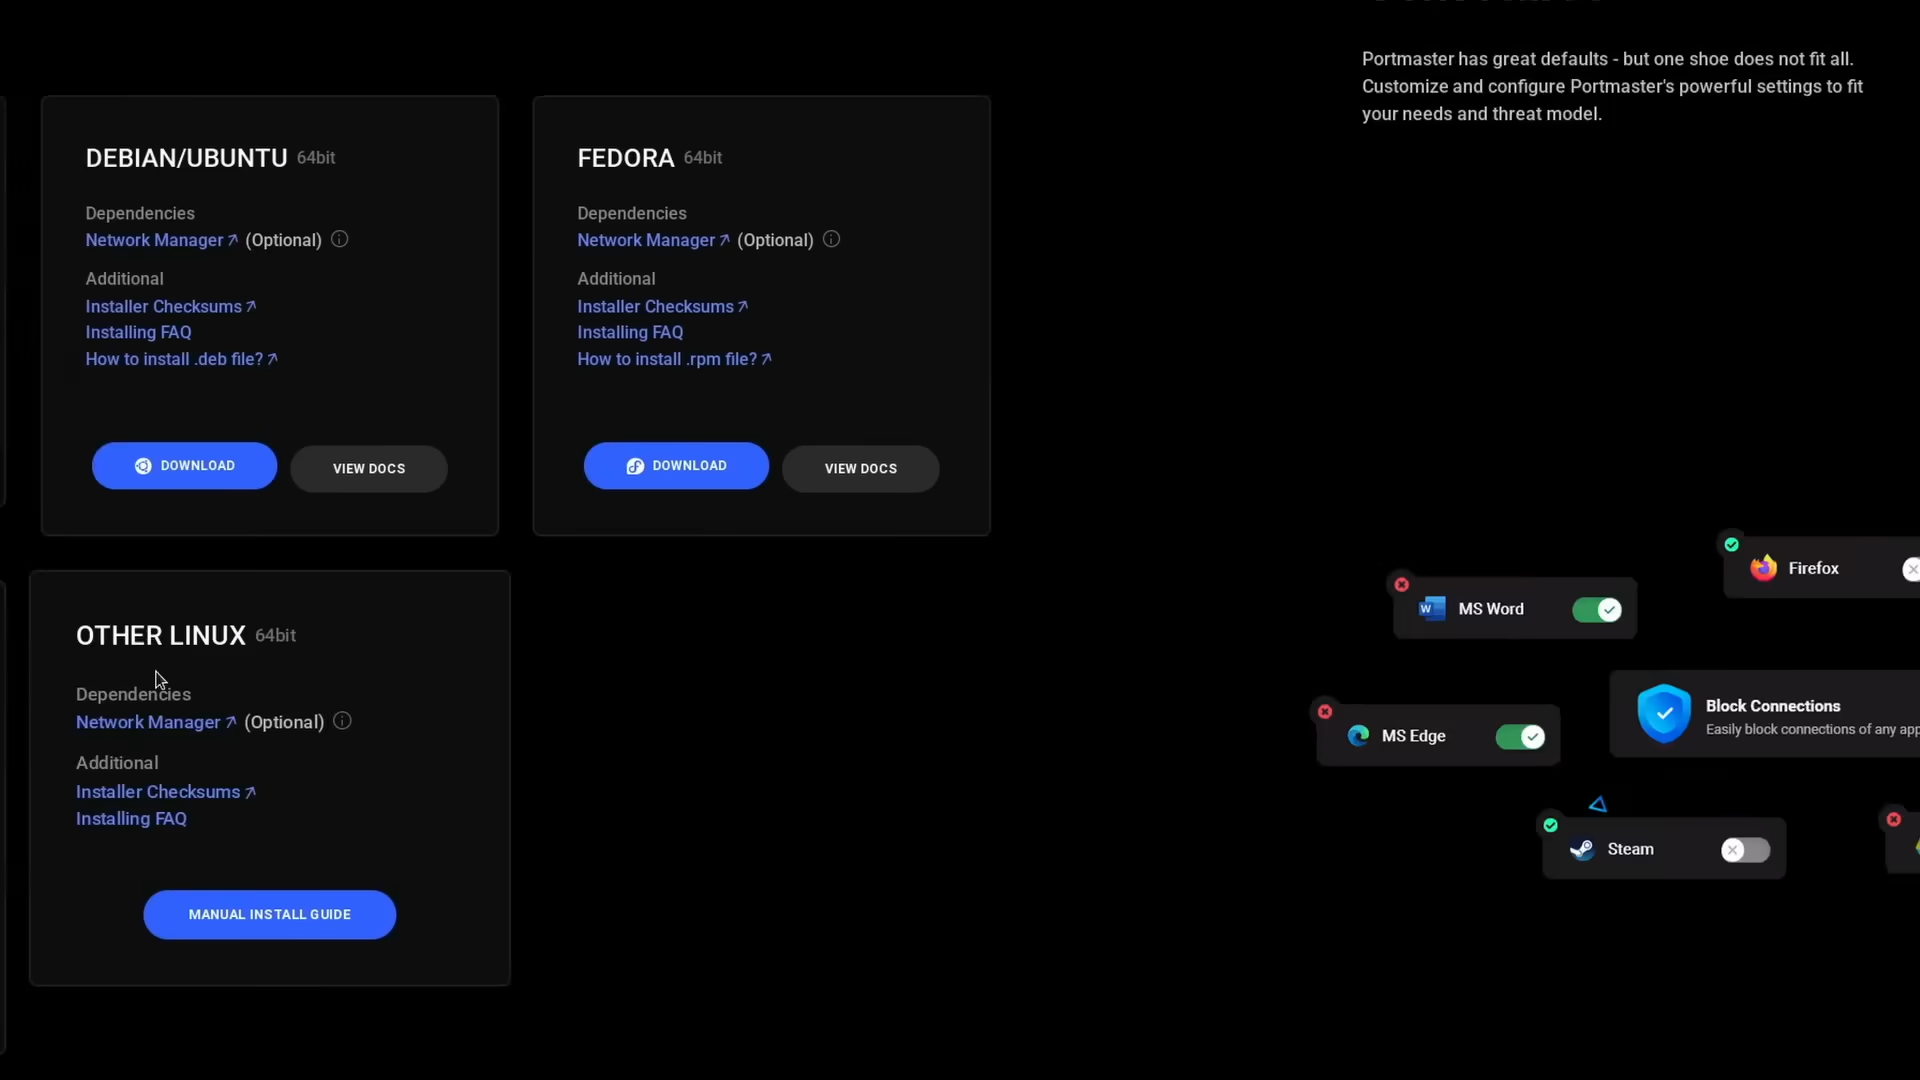 Portmaster has great defaults - but one shoe does not fit all.
Customize and configure Portmaster's powerful settings to fit
your needs and threat model.
DEBIAN/UBUNTU 64bit
Dependencies
Network Manager ↗ (Optional)
Additional
Installer Checksums ↗
Installing FAQ
How to install .deb file? ↗
DOWNLOAD
VIEW DOCS
FEDORA 64bit
Dependencies
Network Manager ↗ (Optional)
Additional
Installer Checksums ↗
Installing FAQ
How to install .rpm file? ↗
DOWNLOAD
VIEW DOCS
OTHER LINUX 64bit
Dependencies
Network Manager ↗ (Optional)
Additional
Installer Checksums ↗
Installing FAQ
MANUAL INSTALL GUIDE
Firefox
MS Word
MS Edge
Block Connections
Easily block connections of any app
Steam